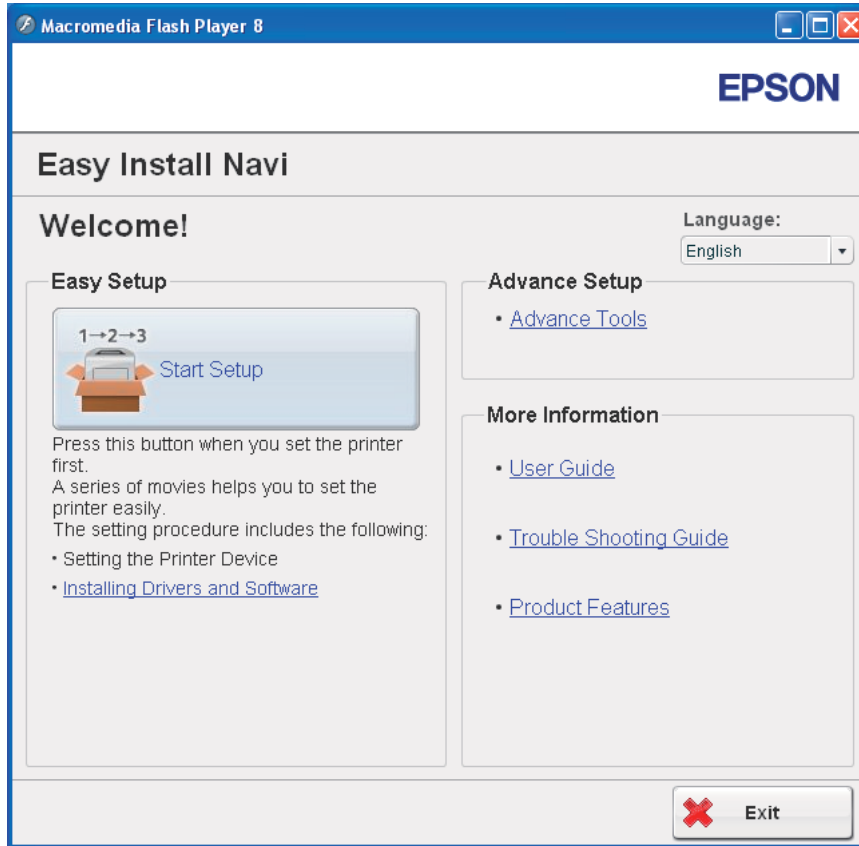 Macromedia Flash Player 8
EPSON
Easy Install Navi
Welcome!
Language:
English
Easy Setup
1→2→3
Start Setup
Press this button when you set the printer
first.
A series of movies helps you to set the
printer easily.
The setting procedure includes the following:
• Setting the Printer Device
• Installing Drivers and Software
Advance Setup
• Advance Tools
More Information
• User Guide
• Trouble Shooting Guide
• Product Features
Exit